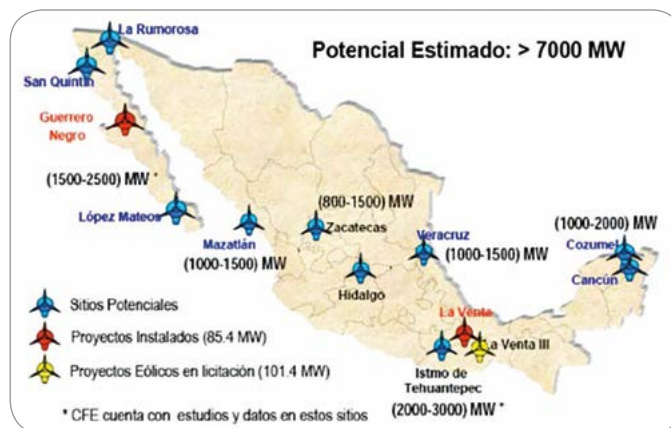 La Rumorosa
Potencial Estimado: > 7000 MW
San Quintín
Guerrero
Negro
(1500-2500) MW *
(800-1500) MW
López Mateos
Mazatlán
Zacatecas
Veracruz
(1000-2000) MW
Cozumel
(1000-1500) MW
(1000-1500) MW
Cancún
Hidalgo
Sitios Potenciales
La Venta
Proyectos Instalados (85.4 MW)
La Venta III
Istmo de
Tehuantepec
Proyectos Eólicos en licitación (101.4 MW)
(2000-3000) MW *
* CFE cuenta con estudios y datos en estos sitios